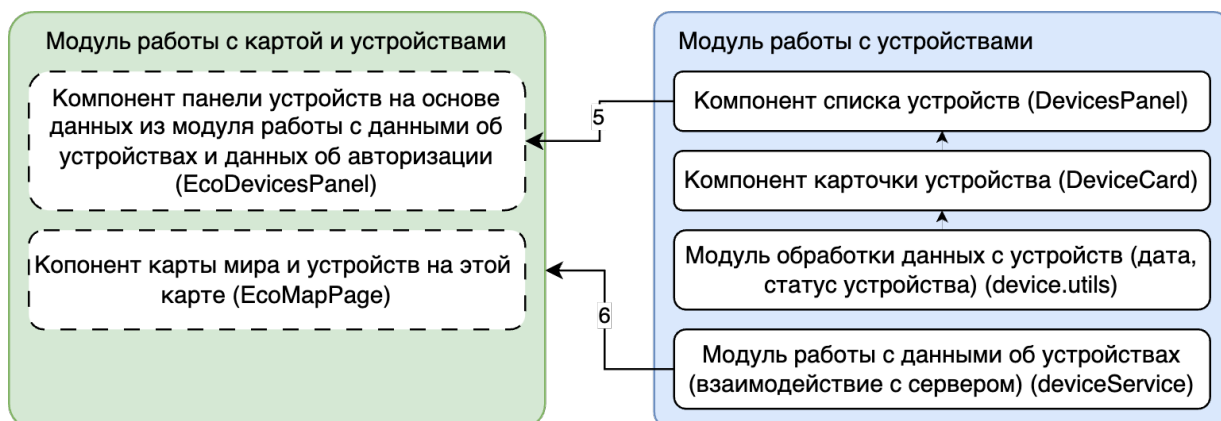 Модуль работы с картой и устройствами
Компонент панели устройств на основе
данных из модуля работы с данными об
устройствах и данных об авторизации
(EcoDevicesPanel)
Копонент карты мира и устройств на этой
карте (EcoMapPage)
5
6
Модуль работы с устройствами
Компонент списка устройств (DevicesPanel)
Компонент карточки устройства (DeviceCard)
Модуль обработки данных с устройств (дата,
статус устройства) (device.utils)
Модуль работы с данными об устройствах
(взаимодействие с сервером) (deviceService)